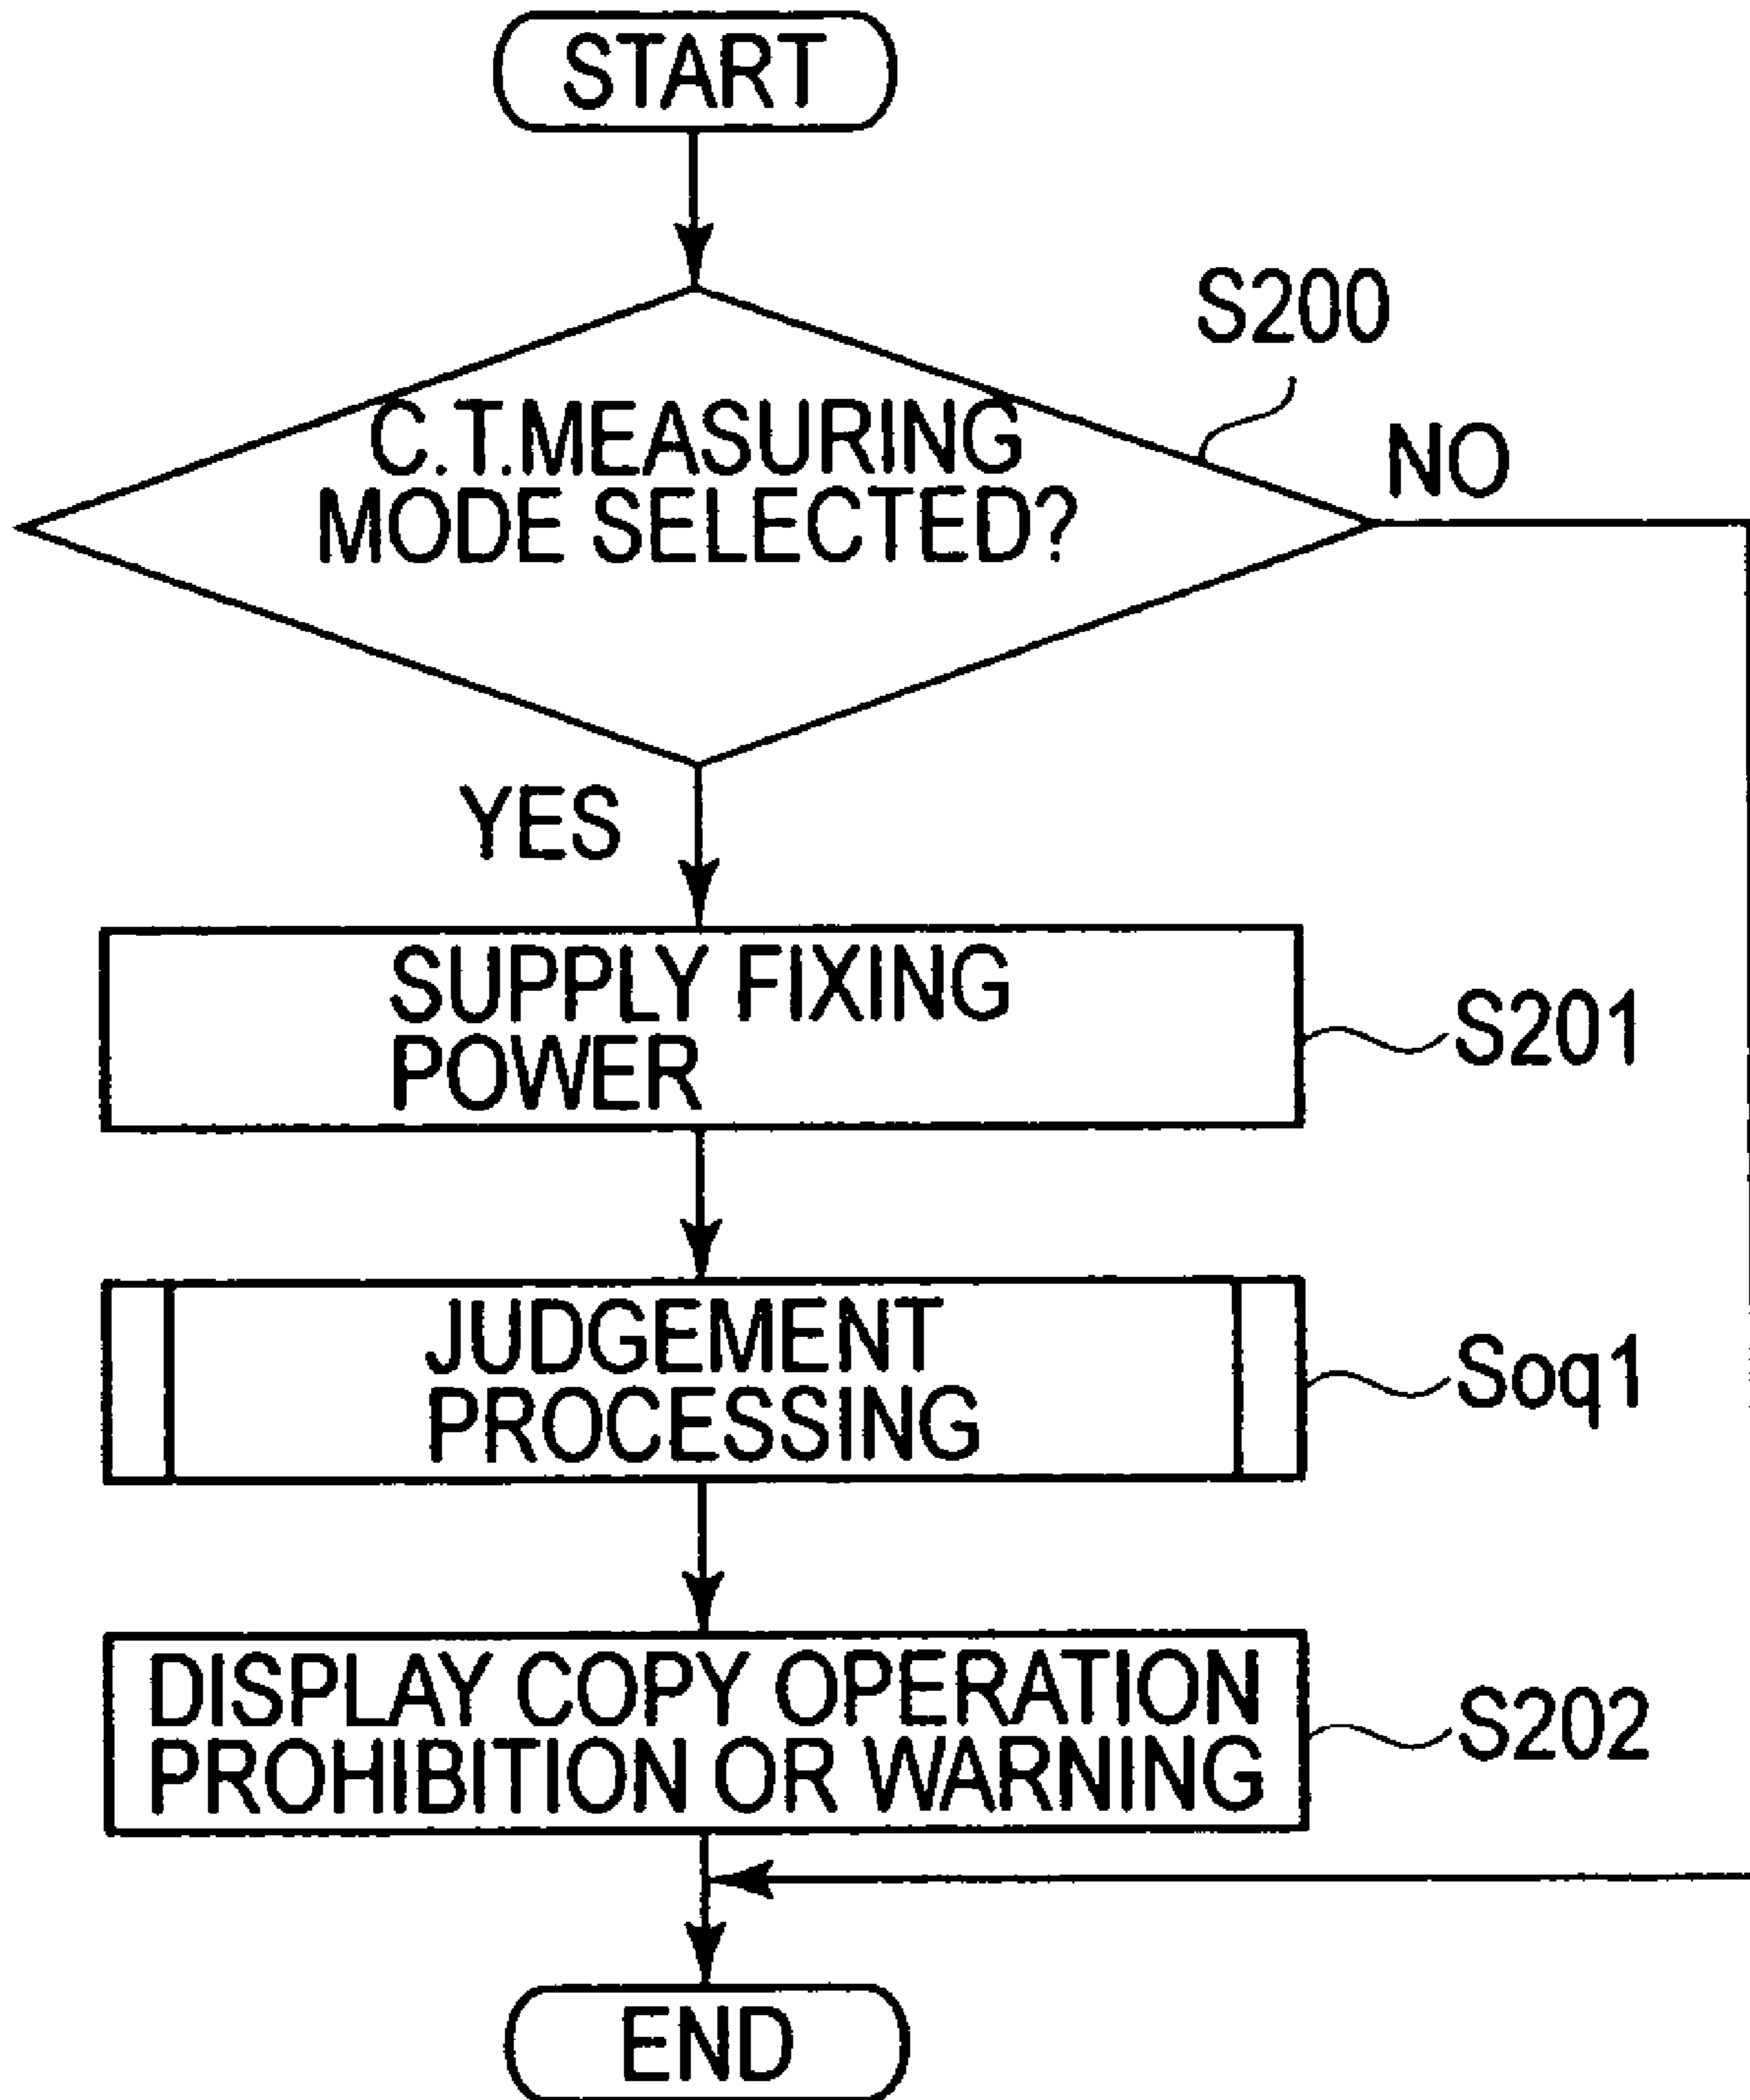 START
S200
C.T.MEASURING
MODE SELECTED?
NO
YES
SUPPLY FIXING
POWER
S201
JUDGEMENT
PROCESSING
Soq1
DISPLAY COPY OPERATION
PROHIBITION OR WARNING
S202
END